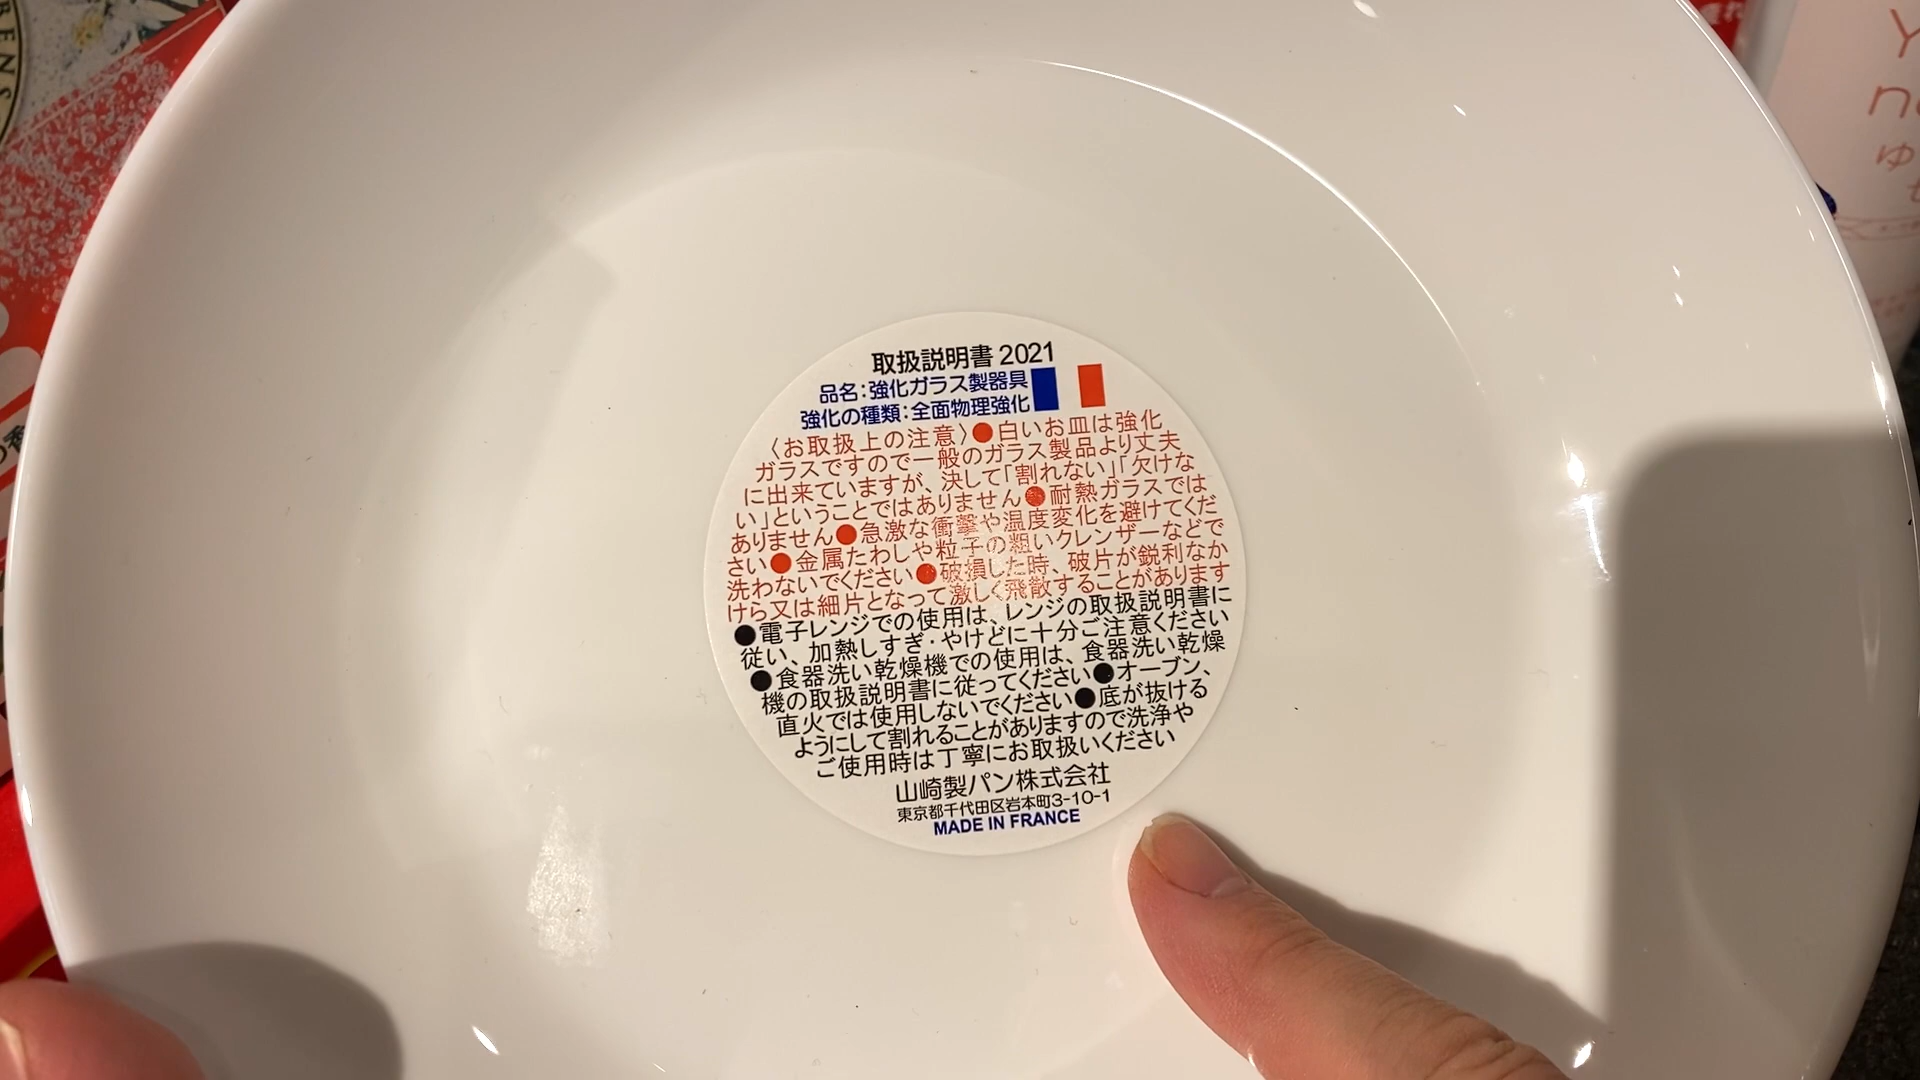 取扱説明書 2021
品名：強化ガラス製器具
強化の種類：全面物理強化
〈お取扱上の注意〉●白いお皿は強化
ガラスですので一般のガラス製品より丈夫
に出来ていますが、決して「割れない」「欠けな
い」ということではありません●耐熱ガラスでは
ありません●急激な衝撃や温度変化を避けてくだ
さい●金属たわしや粒子の粗いクレンザーなどで
洗わないでください●破損した時、破片が鋭利なか
けら又は細片となって激しく飛散することがあります
●電子レンジでの使用は、レンジの取扱説明書に
従い、加熱しすぎ・やけどに十分ご注意ください
●食器洗い乾燥機での使用は、食器洗い乾燥
機の取扱説明書に従ってください●オーブン、
直火では使用しないでください●底が抜ける
ようにして割れることがありますので洗浄や
ご使用時は丁寧にお取扱いください
山崎製パン株式会社
東京都千代田区岩本町3-10-1
MADE IN FRANCE